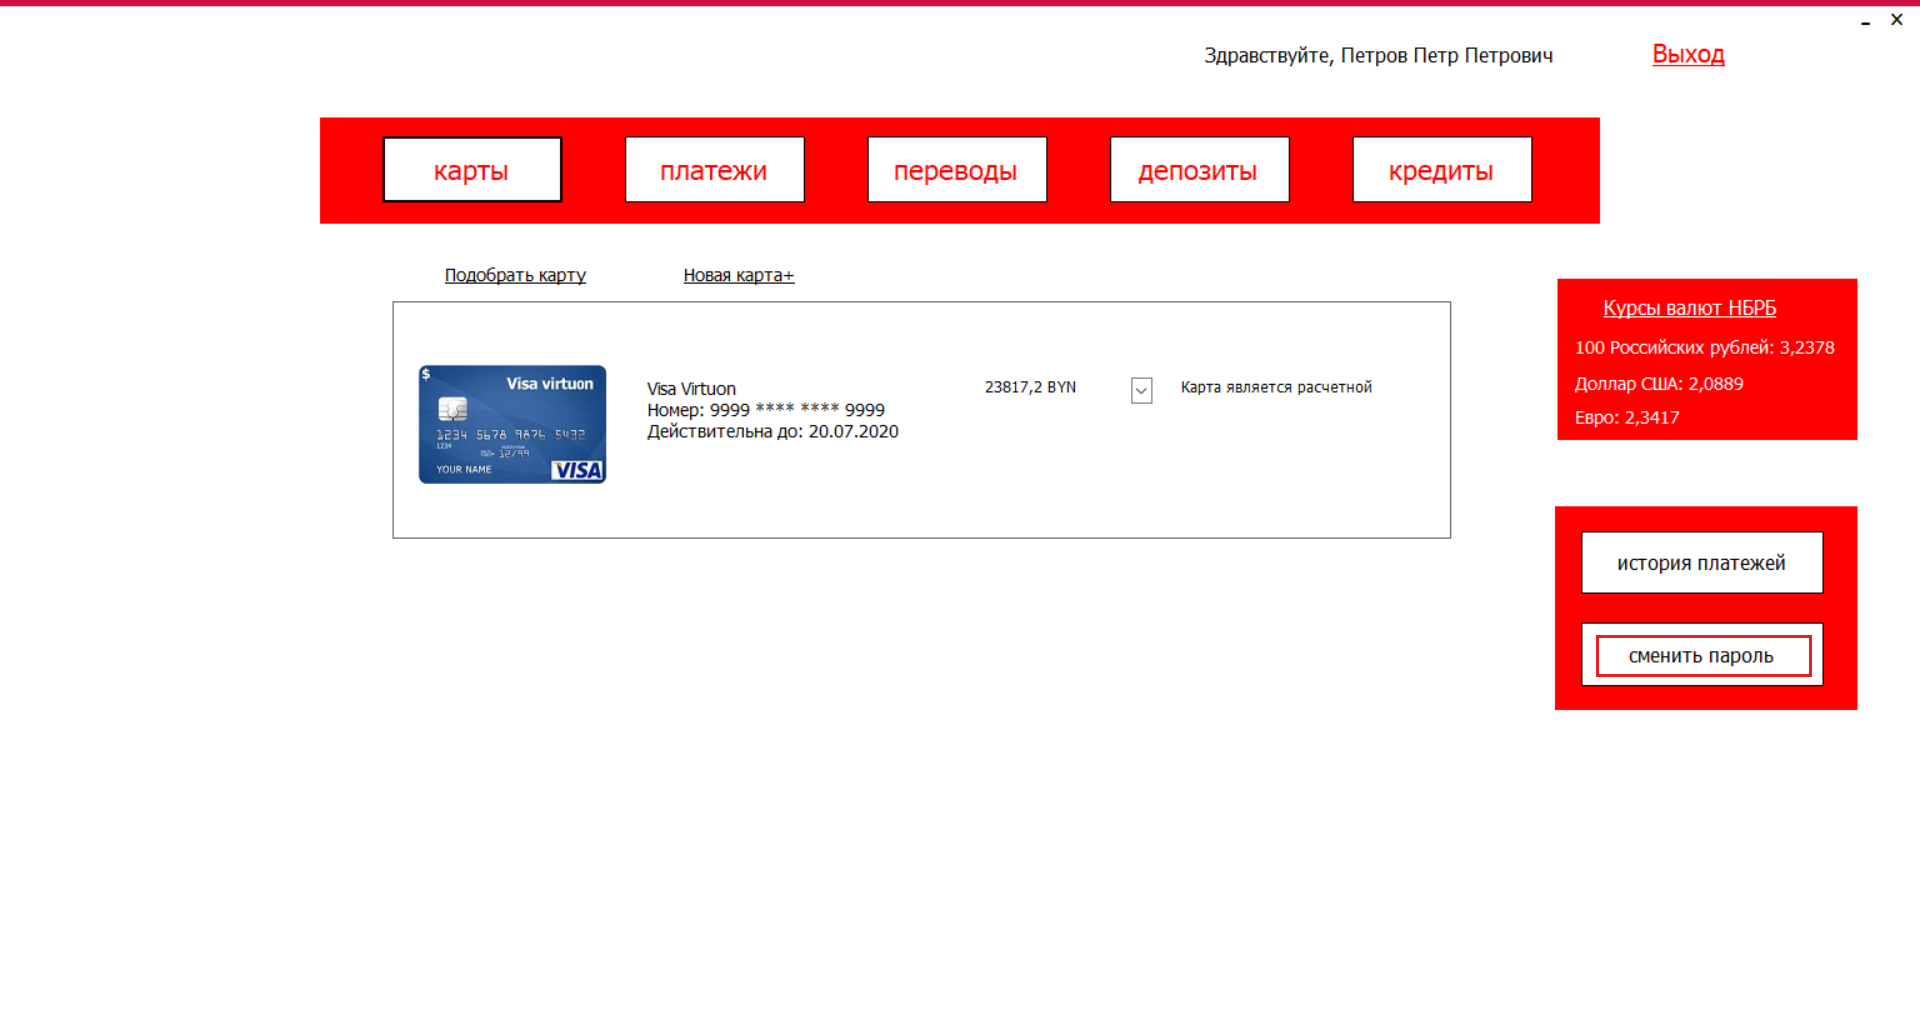 Здравствуйте, Петров Петр Петрович
Выход
карты
платежи
переводы
депозиты
кредиты
Подобрать карту
Новая карта+
$
Visa virtuon
1234 5678 9876 5432
1234
12/99
YOUR NAME
VISA
Visa Virtuon
Номер: 9999 **** **** 9999
Действительна до: 20.07.2020
23817,2 BYN
Карта является расчетной
Курсы валют НБРБ
100 Российских рублей: 3,2378
Доллар США: 2,0889
Евро: 2,3417
история платежей
сменить пароль